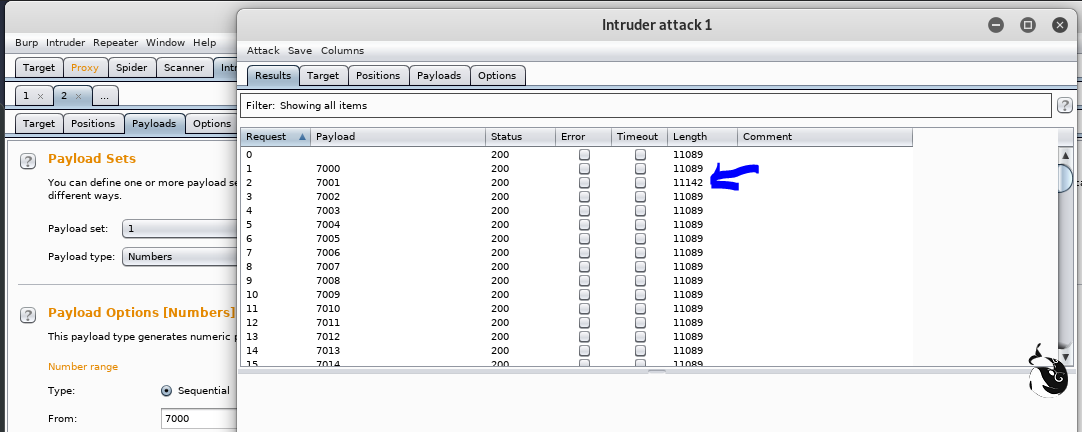 Intruder attack 1
Burp Intruder Repeater Window Help
Attack Save Columns
Target Proxy Spider Scanner
Results Target Positions Payloads Options
1 × 2 × ...
Filter: Showing all items ?
Target Positions Payloads Options
Request Payload Status Error Timeout Length Comment
0 200 11089
1 7000 200 11089
2 7001 200 11142
3 7002 200 11089
4 7003 200 11089
5 7004 200 11089
6 7005 200 11089
7 7006 200 11089
8 7007 200 11089
9 7008 200 11089
10 7009 200 11089
11 7010 200 11089
12 7011 200 11089
13 7012 200 11089
14 7013 200 11089
15 7014 200 11089
? Payload Sets
You can define one or more payload
different ways.
Payload set: 1
Payload type: Numbers
? Payload Options [Numbers]
This payload type generates numeric
Number range
Type: Sequential
From: 7000